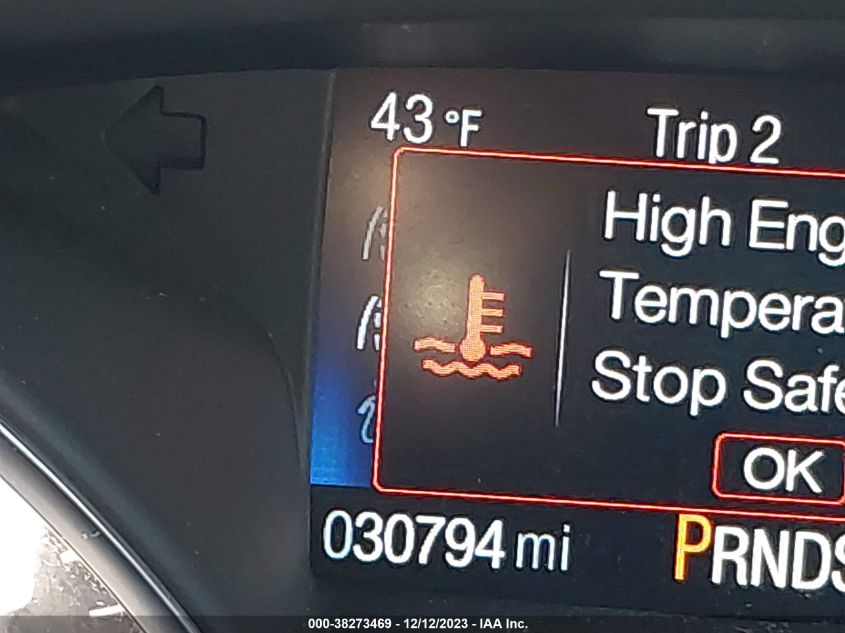 43 °F
Trip 2
High Eng
Tempera
Stop Safe
OK
030794 mi
PRNDS
000-38273469 - 12/12/2023 - IAA Inc.